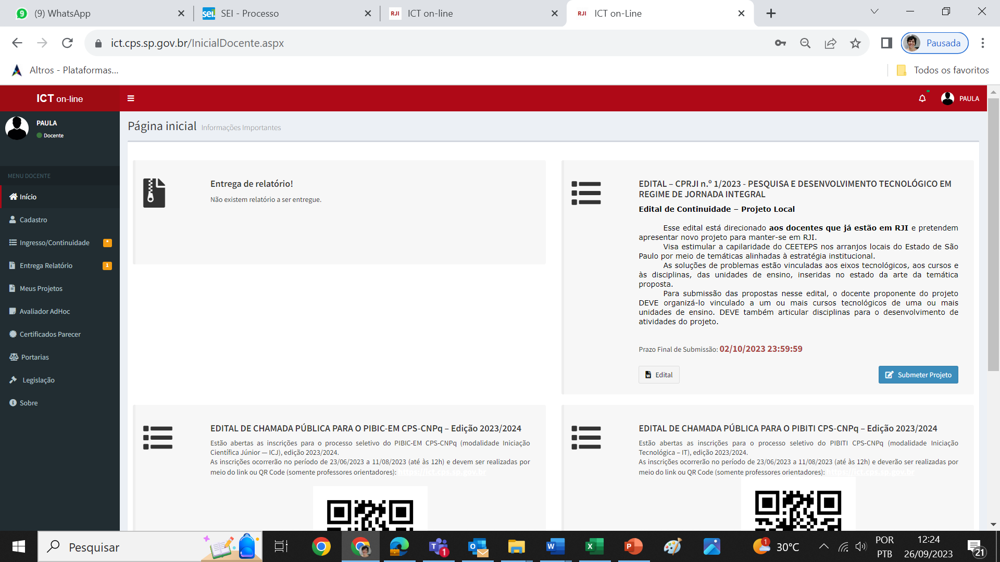 (9) WhatsApp
SEI - Processo
ICT on-line
ICT on-Line
ict.cps.sp.gov.br/InicialDocente.aspx
Pausada
Altros - Plataformas...
Todos os favoritos
ICT on-line
PAULA
PAULA
Docente
Página inicial Informações Importantes
MENU DOCENTE
Início
Cadastro
Ingresso/Continuidade *
Entrega Relatório 1
Meus Projetos
Avaliador AdHoc
Certificados Parecer
Portarias
Legislação
Sobre
Entrega de relatório!
Não existem relatório a ser entregue.
EDITAL – CPRJI n.º 1/2023 - PESQUISA E DESENVOLVIMENTO TECNOLÓGICO EM
REGIME DE JORNADA INTEGRAL
Edital de Continuidade – Projeto Local
Esse edital está direcionado aos docentes que já estão em RJI e pretendem
apresentar novo projeto para manter-se em RJI.
Visa estimular a capilaridade do CEETEPS nos arranjos locais do Estado de São
Paulo por meio de temáticas alinhadas à estratégia institucional.
As soluções de problemas estão vinculadas aos eixos tecnológicos, aos cursos e
às disciplinas, das unidades de ensino, inseridas no estado da arte da temática
proposta.
Para submissão das propostas nesse edital, o docente proponente do projeto
DEVE organizá-lo vinculado a um ou mais cursos tecnológicos de uma ou mais
unidades de ensino. DEVE também articular disciplinas para o desenvolvimento de
atividades do projeto.
Prazo Final de Submissão: 02/10/2023 23:59:59
Edital
Submeter Projeto
EDITAL DE CHAMADA PÚBLICA PARA O PIBIC-EM CPS-CNPq – Edição 2023/2024
Estão abertas as inscrições para o processo seletivo do PIBIC-EM CPS-CNPq (modalidade Iniciação
Científica Júnior — ICJ), edição 2023/2024.
As inscrições ocorrerão no período de 23/06/2023 a 11/08/2023 (até às 12h) e devem ser realizadas por
meio do link ou QR Code (somente professores orientadores): https://ict.cps.sp.gov.br
EDITAL DE CHAMADA PÚBLICA PARA O PIBITI CPS-CNPq – Edição 2023/2024
Estão abertas as inscrições para o processo seletivo do PIBITI CPS-CNPq (modalidade Iniciação
Tecnológica – IT), edição 2023/2024.
As inscrições ocorrerão no período de 23/06/2023 a 11/08/2023 (até às 12h) e deverão ser realizadas por
meio do link ou QR Code (somente professores orientadores): https://ict.cps.sp.gov.br
Pesquisar
30°C
POR
PTB
12:24
26/09/2023
21